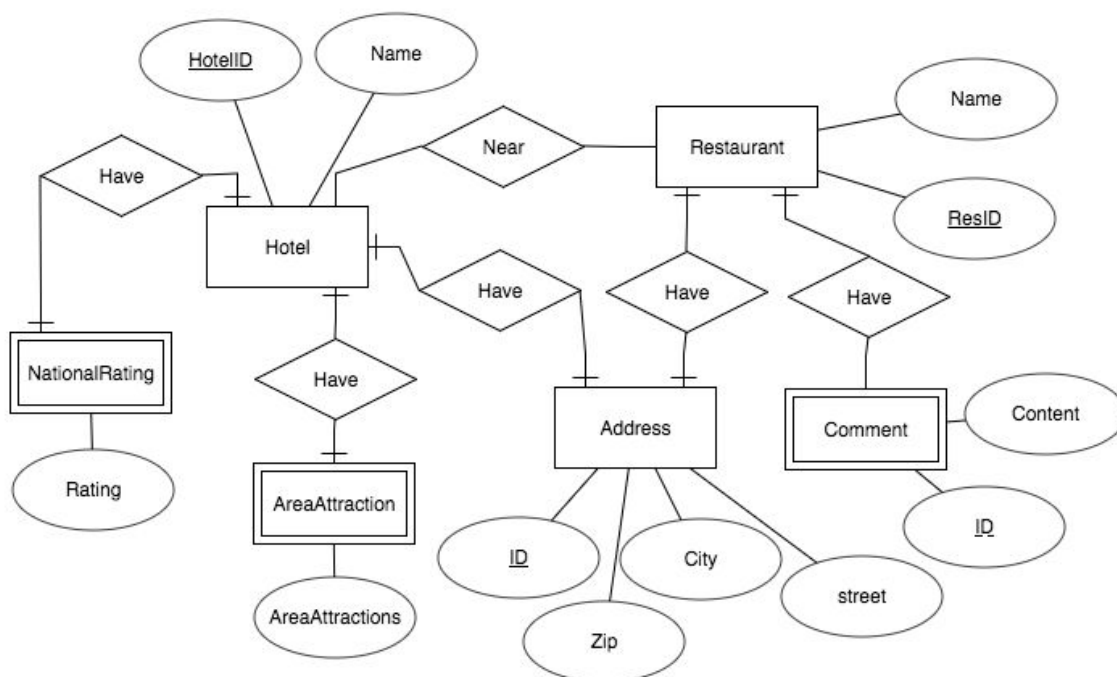 HotelID
Name
Name
Near
Restaurant
Have
ResID
Hotel
Have
Have
Have
NationalRating
Have
Content
Address
Comment
Rating
AreaAttraction
ID
ID
City
street
AreaAttractions
Zip